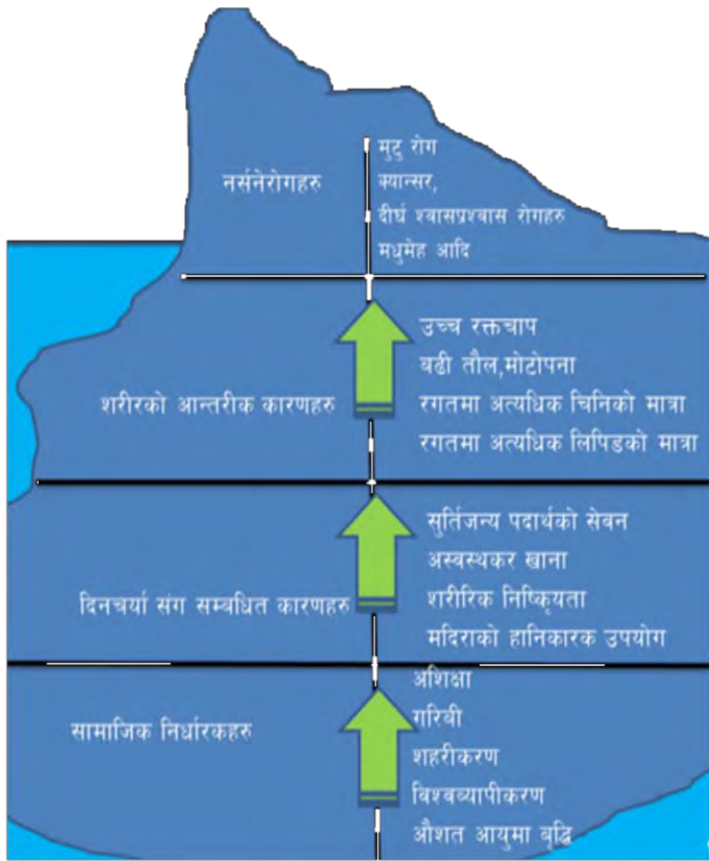 नर्सनेरोगहरु
मुटु रोग
क्यान्सर,
दीर्घ श्वासप्रश्वास रोगहरु
मधुमेह आदि
शरीरको आन्तरीक कारणहरु
उच्च रक्तचाप
बढी तौल,मोटोपना
रगतमा अत्यधिक चिनिको मात्रा
रगतमा अत्यधिक लिपिडको मात्रा
दिनचर्या संग सम्बधित कारणहरु
सुर्तिजन्य पदार्थको सेवन
अस्वस्थकर खाना
शरीरिक निष्कृियता
मदिराको हानिकारक उपयोग
सामाजिक निर्धारकहरु
अशिक्षा
गरिबी
शहरीकरण
बिश्वब्यापीकरण
औशत आयुमा बृद्धि